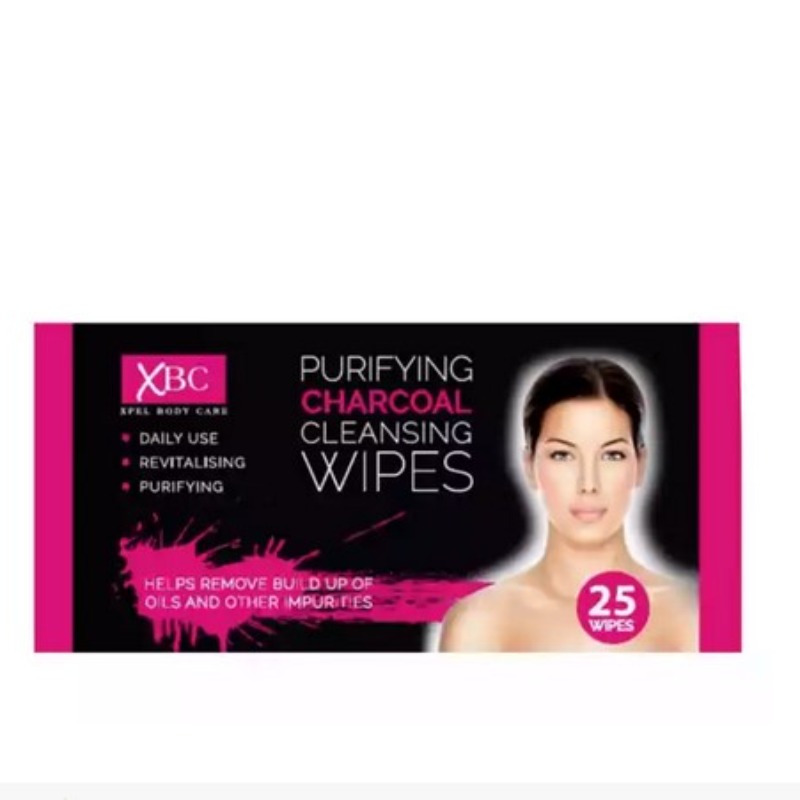 XBC
XPEL BODY CARE
DAILY USE
REVITALISING
PURIFYING
PURIFYING
CHARCOAL
CLEANSING
WIPES
HELPS REMOVE BUILD UP OF
OILS AND OTHER IMPURITIES
25
WIPES